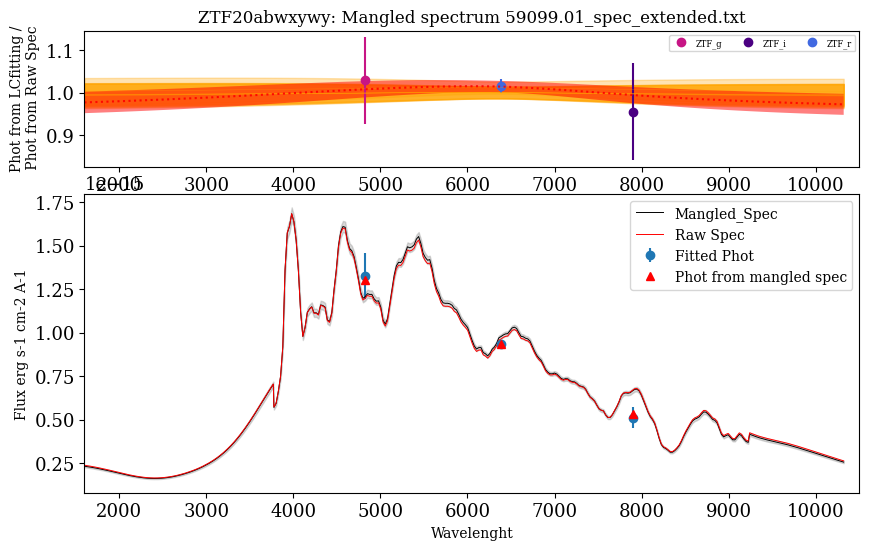 ZTF20abwxywy: Mangled spectrum 59099.01_spec_extended.txt
Phot from LCfitting /
Phot from Raw Spec
1.1
1.0
0.9
ZTF_g
ZTF_i
ZTF_r
2000 3000 4000 5000 6000 7000 8000 9000 10000
1e−15
Flux erg s-1 cm-2 A-1
1.75
1.50
1.25
1.00
0.75
0.50
0.25
Mangled_Spec
Raw Spec
Fitted Phot
Phot from mangled spec
2000 3000 4000 5000 6000 7000 8000 9000 10000
Wavelenght